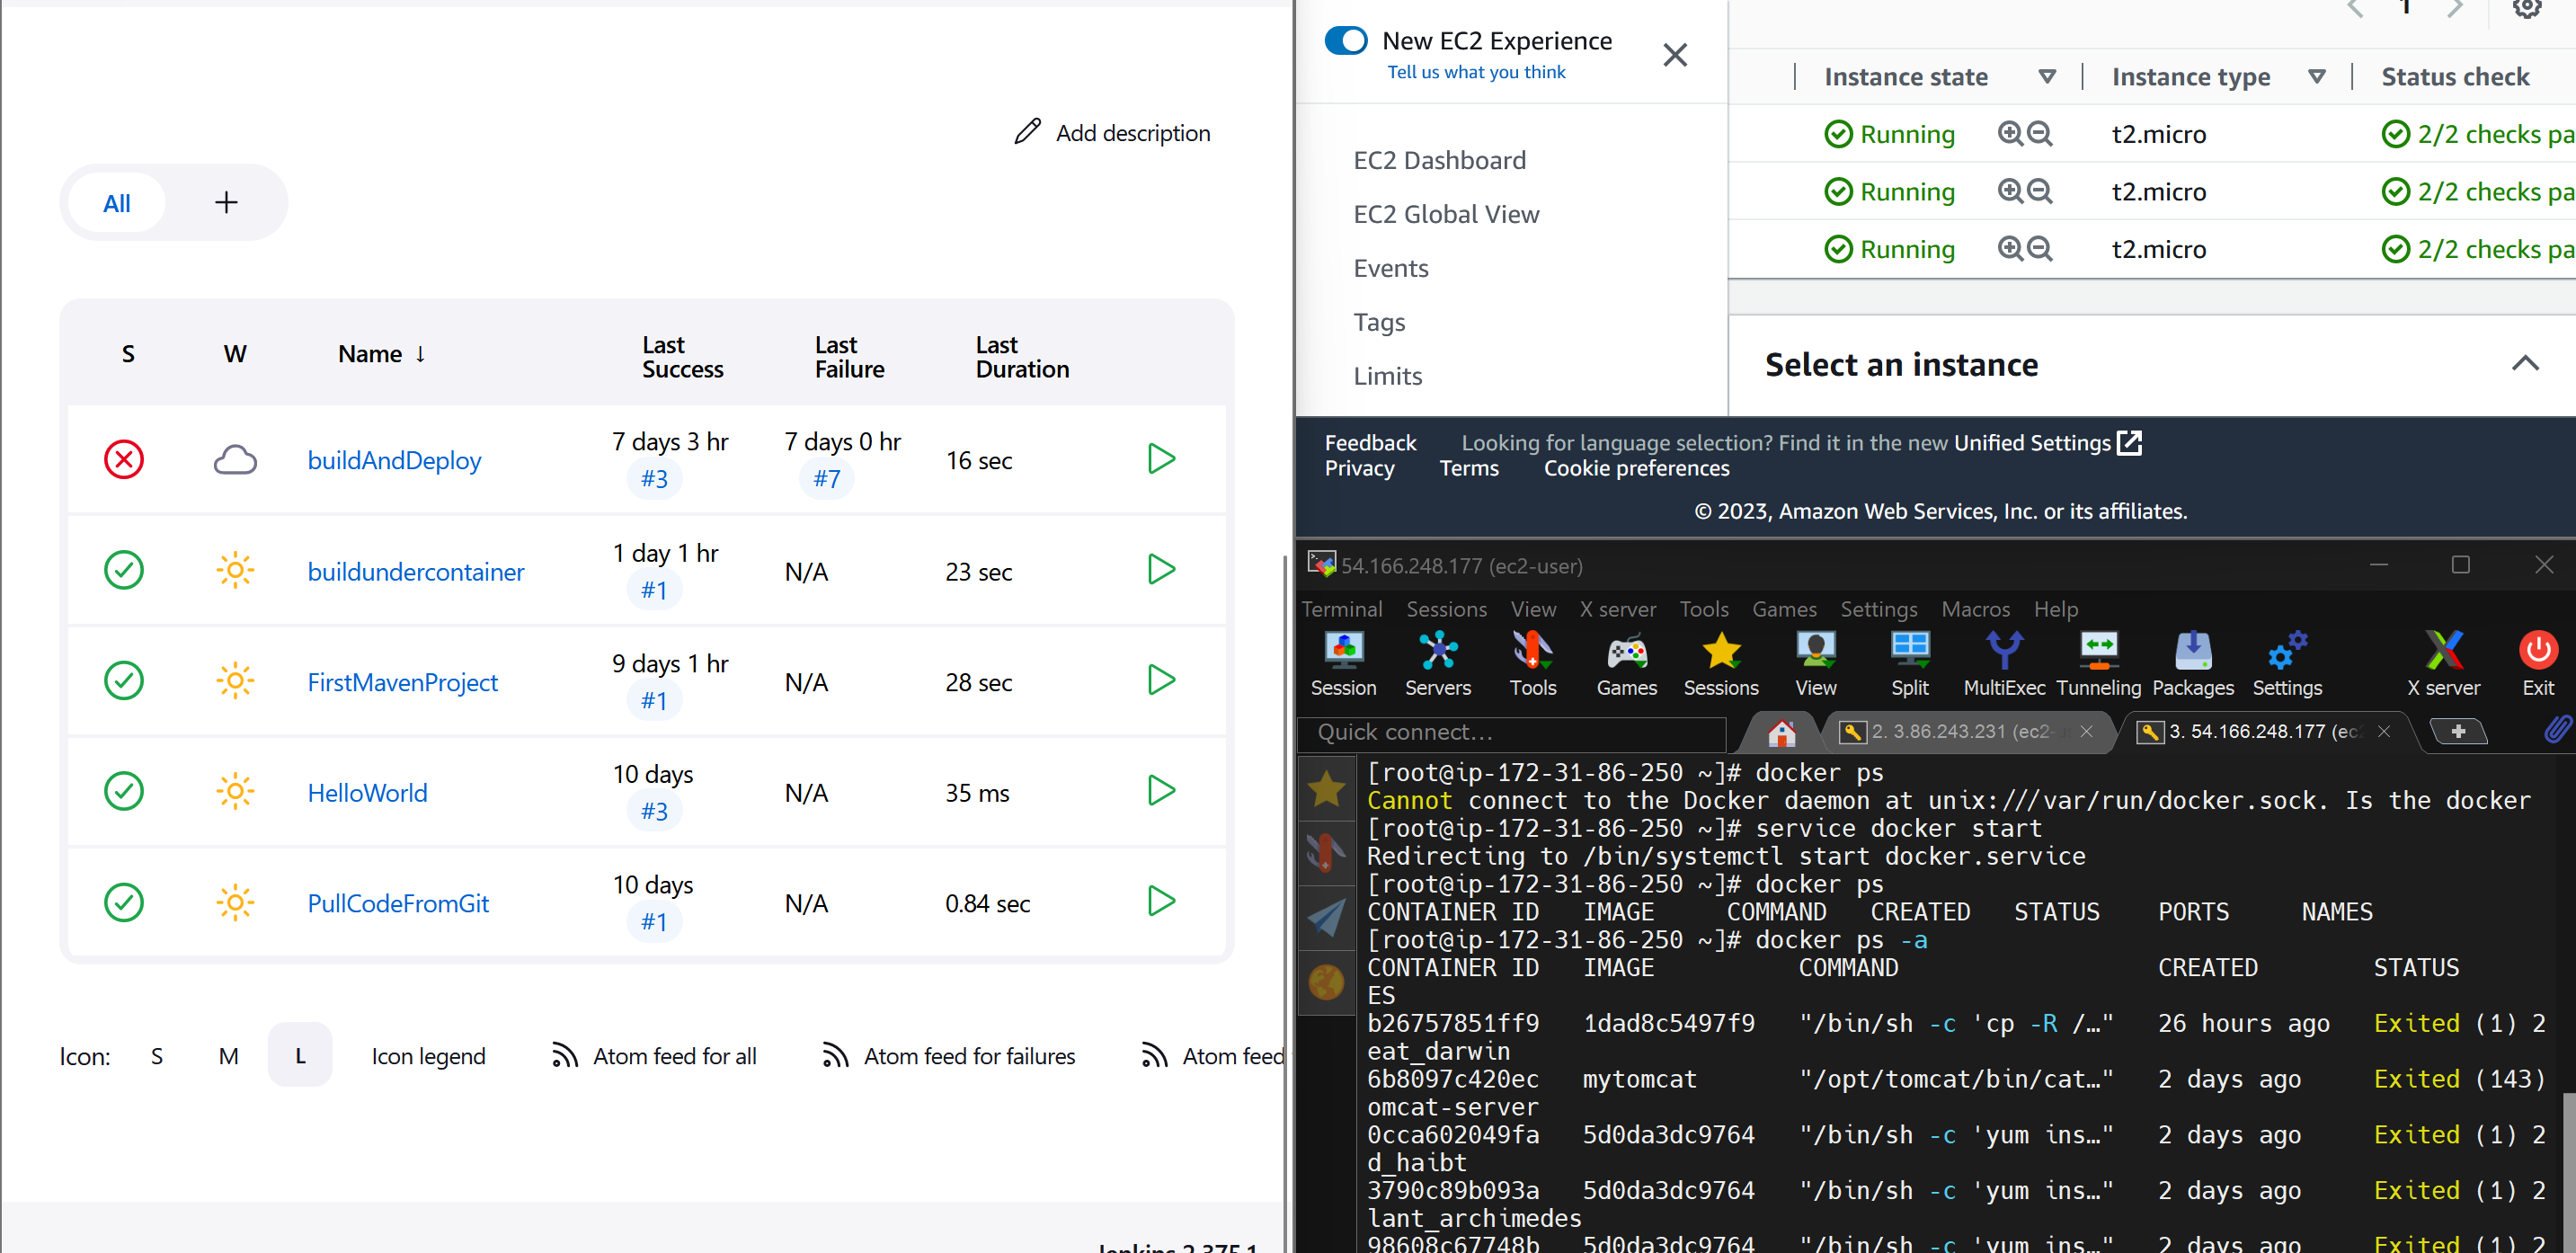 Add description
All +
S W Name ↓ Last Success Last Failure Last Duration
buildAndDeploy 7 days 3 hr #3 7 days 0 hr #7 16 sec
buildundercontainer 1 day 1 hr #1 N/A 23 sec
FirstMavenProject 9 days 1 hr #1 N/A 28 sec
HelloWorld 10 days #3 N/A 35 ms
PullCodeFromGit 10 days #1 N/A 0.84 sec
Icon: S M L Icon legend Atom feed for all Atom feed for failures Atom feed
Jenkins 2.375.1
New EC2 Experience
Tell us what you think
EC2 Dashboard
EC2 Global View
Events
Tags
Limits
1
Instance state Instance type Status check
Running t2.micro 2/2 checks pa
Running t2.micro 2/2 checks pa
Running t2.micro 2/2 checks pa
Select an instance
Feedback Looking for language selection? Find it in the new Unified Settings
Privacy Terms Cookie preferences
© 2023, Amazon Web Services, Inc. or its affiliates.
54.166.248.177 (ec2-user)
Terminal Sessions View X server Tools Games Settings Macros Help
Session Servers Tools Games Sessions View Split MultiExec Tunneling Packages Settings X server Exit
Quick connect... 2. 3.86.243.231 (ec2- 3. 54.166.248.177 (ec
[root@ip-172-31-86-250 ~]# docker ps
Cannot connect to the Docker daemon at unix:///var/run/docker.sock. Is the docker
[root@ip-172-31-86-250 ~]# service docker start
Redirecting to /bin/systemctl start docker.service
[root@ip-172-31-86-250 ~]# docker ps
CONTAINER ID IMAGE COMMAND CREATED STATUS PORTS NAMES
[root@ip-172-31-86-250 ~]# docker ps -a
CONTAINER ID IMAGE COMMAND CREATED STATUS
ES
b26757851ff9 1dad8c5497f9 "/bin/sh -c 'cp -R /…" 26 hours ago Exited (1) 2
eat_darwin
6b8097c420ec mytomcat "/opt/tomcat/bin/cat…" 2 days ago Exited (143)
omcat-server
0cca602049fa 5d0da3dc9764 "/bin/sh -c 'yum ins…" 2 days ago Exited (1) 2
d_haibt
3790c89b093a 5d0da3dc9764 "/bin/sh -c 'yum ins…" 2 days ago Exited (1) 2
lant_archimedes
98608c67748b 5d0da3dc9764 "/bin/sh -c 'yum ins…" 2 days ago Exited (1) 2